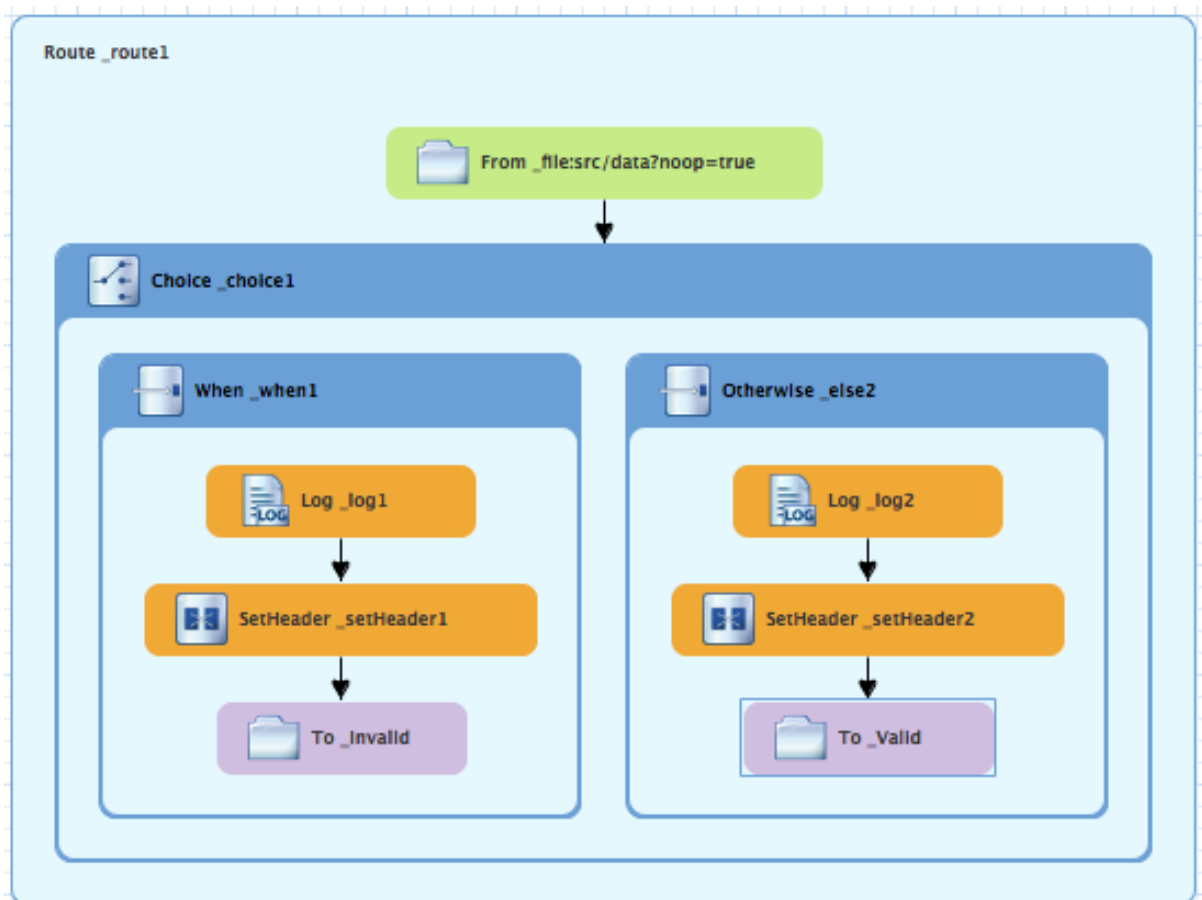 Route _route1
From _file:src/data?noop=true
Choice _choice1
When _when1
Otherwise _else2
LOG
Log _log1
LOG
Log _log2
SetHeader _setHeader1
SetHeader _setHeader2
To _Invalid
To _Valid